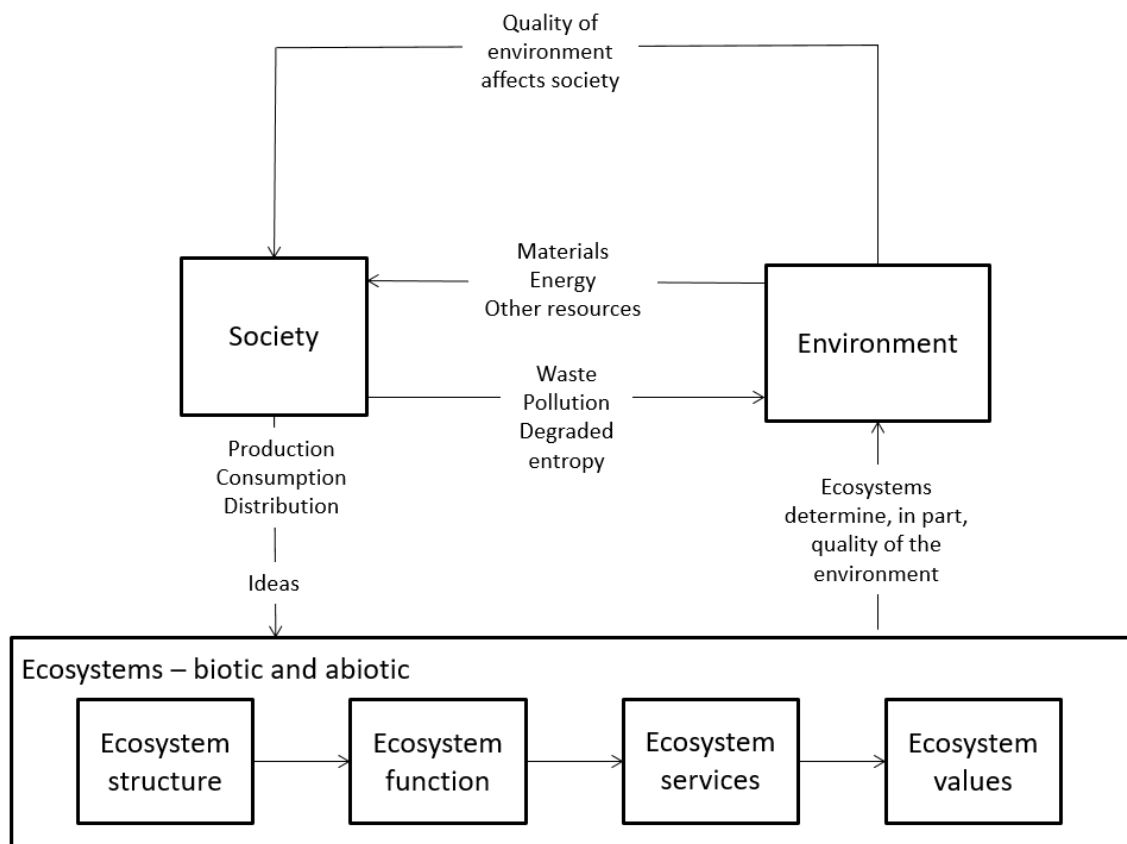 Quality of
environment
affects society
Materials
Energy
Other resources
Society
Environment
Waste
Pollution
Degraded
entropy
Production
Consumption
Distribution
Ideas
Ecosystems
determine, in part,
quality of the
environment
Ecosystems – biotic and abiotic
Ecosystem
structure
Ecosystem
function
Ecosystem
services
Ecosystem
values